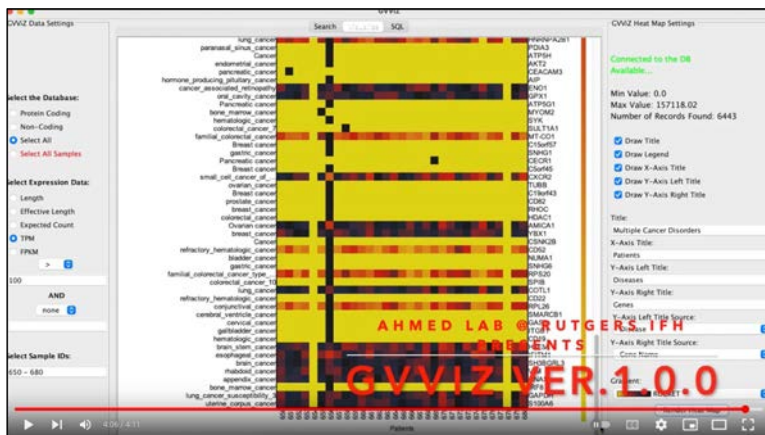 GVViZ
Search
SQL
GVViZ Data Settings
Select the Database:
Protein Coding
Non-Coding
Select All
Select All Samples
Select Expression Data:
Length
Effective Length
Expected Count
TPM
FPKM
>
100
AND
none
Select Sample IDs:
650 - 680
lung_cancer HNRNPA2B1
paranasal_sinus_cancer PDIA3
Cancer ATP5H
endometrial_cancer AKT2
pancreatic_cancer CEACAM3
hormone_producing_pituitary_cancer AIP
cancer_associated_retinopathy ENO1
oral_cavity_cancer GPX1
Pancreatic cancer ATP5G1
bone_marrow_cancer MYOM2
hematologic_cancer SYK
colorectal_cancer_7 SULT1A1
familial_colorectal_cancer MT-CO1
Breast cancer C15orf57
gastric_cancer SNHG1
Pancreatic cancer CECR1
Breast cancer C5orf45
small_cell_cancer_of_... CXCR2
ovarian_cancer TUBB
Breast cancer C19orf43
prostate_cancer CD82
breast_cancer RHOC
colorectal_cancer HDAC1
Ovarian cancer AMICA1
breast_cancer YBX1
Cancer CSNK2B
refractory_hematologic_cancer CD52
bladder_cancer NUMA1
gastric_cancer SNHG6
familial_colorectal_cancer_type_... RPS20
colorectal_cancer_10 SPIB
lung_cancer COTL1
refractory_hematologic_cancer CD22
conjunctival_cancer RPL26
cerebral_ventricle_cancer SMARCB1
cervical_cancer
gallbladder_cancer ITGB1
hematologic_cancer CD19
brain_stem_cancer
esophageal_cancer IFITM1
brain_cancer SH3BGRL3
rhabdoid_cancer
appendix_cancer
bone_marrow_cancer
lung_cancer_susceptibility_3 GAPDH
uterine_corpus_cancer S100A6
Patients
GVViZ Heat Map Settings
Connected to the DB
Available...
Min Value: 0.0
Max Value: 157118.02
Number of Records Found: 6443
Draw Title
Draw Legend
Draw X-Axis Title
Draw Y-Axis Left Title
Draw Y-Axis Right Title
Title:
Multiple Cancer Disorders
X-Axis Title:
Patients
Y-Axis Left Title:
Diseases
Y-Axis Right Title:
Genes
Y-Axis Left Title Source:
Disease
Y-Axis Right Title Source:
Gene Name
Gradient:
ROCKET
AHMED LAB @ RUTGERS IFH
PRESENTS
GVVIZ VER.1.0.0
4:06 / 4:11